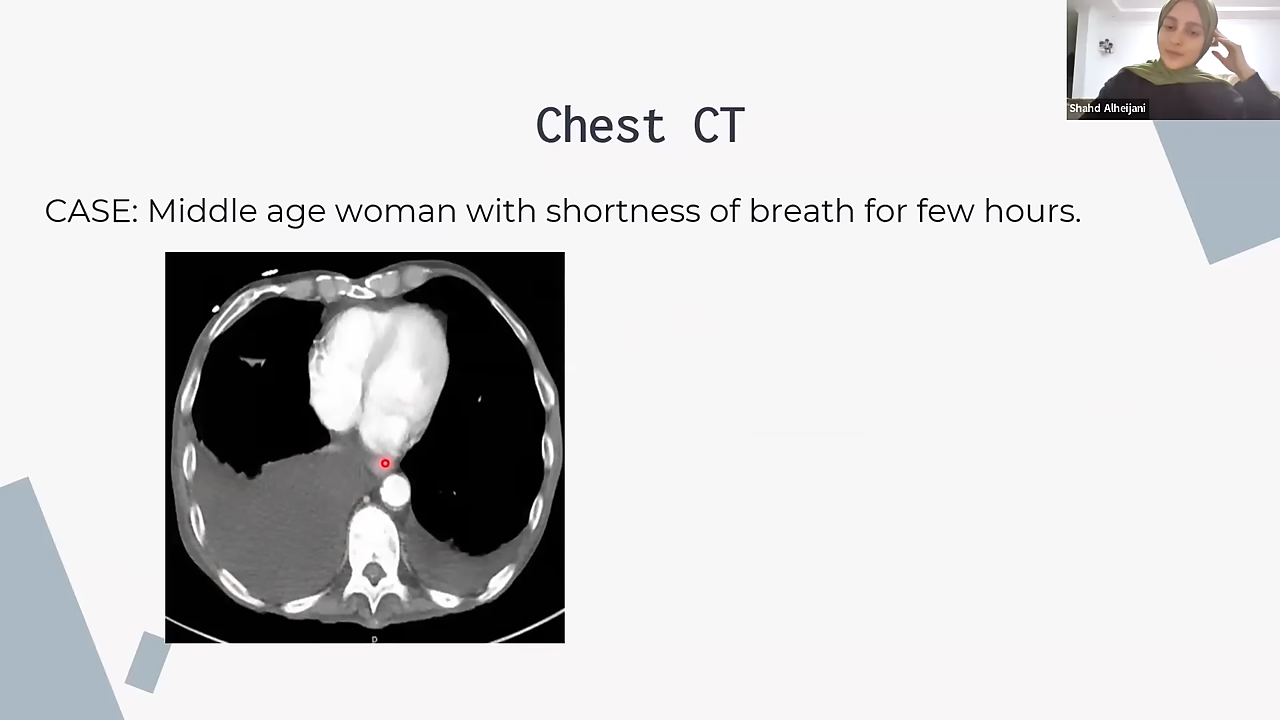 Shahd Alheijani
Chest CT
CASE: Middle age woman with shortness of breath for few hours.
p